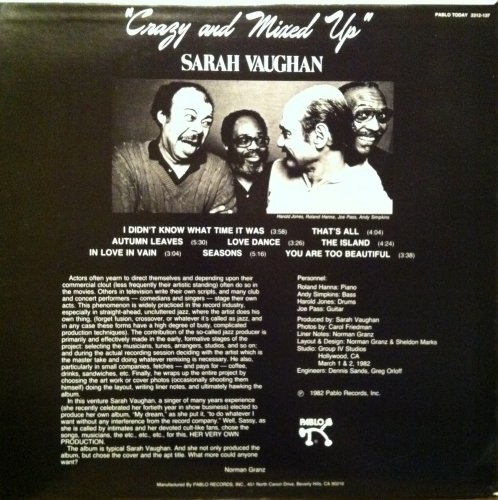 "Crazy and Mixed Up"
PABLO TODAY 2312-137
SARAH VAUGHAN
Harold Jones, Roland Hanna, Joe Pass, Andy Simpkins
I DIDN'T KNOW WHAT TIME IT WAS (3:58) THAT'S ALL (4:04)
AUTUMN LEAVES (5:30) LOVE DANCE (3:26) THE ISLAND (4:24)
IN LOVE IN VAIN (3:04) SEASONS (5:16) YOU ARE TOO BEAUTIFUL (3:38)
Actors often yearn to direct themselves and depending upon their
commercial clout (less frequently their artistic standing) often do so in
the movies. Others in television write their own scripts, and many club
and concert performers — comedians and singers — stage their own
acts. This phenomenon is widely practiced in the record industry,
especially in straight-ahead, uncluttered jazz, where the artist does his
own thing, (forget fusion, crossover, or whatever it's called as jazz, and
in any case these forms have a high degree of busy, complicated
production techniques). The contribution of the so-called jazz producer is
primarily and effectively made in the early, formative stages of the
project: selecting the musicians, tunes, arrangers, studios, and so on;
and during the actual recording session deciding with the artist which is
the master take and doing whatever remixing is necessary. He also,
particularly in small companies, fetches — and pays for — coffee,
drinks, sandwiches, etc. Finally, he wraps up the entire project by
choosing the art work or cover photos (occasionally shooting them
himself) doing the layout, writing liner notes, and ultimately hawking the
album.
In this venture Sarah Vaughan, a singer of many years experience
(she recently celebrated her fortieth year in show business) elected to
produce her own album, "My dream," as she put it, "to do whatever I
want without any interference from the record company." Well, Sassy, as
she is called by intimates and her devoted cult-like fans, chose the
songs, musicians, the etc., etc., etc., for this, HER VERY OWN
PRODUCTION.
The album is typical Sarah Vaughan. And she not only produced the
album, but chose the cover and the apt title. What more could anyone
want?
Norman Granz
Personnel:
Roland Hanna: Piano
Andy Simpkins: Bass
Harold Jones: Drums
Joe Pass: Guitar
Produced by: Sarah Vaughan
Photos by: Carol Friedman
Liner Notes: Norman Granz
Layout & Design: Norman Granz & Sheldon Marks
Studio: Group IV Studios
Hollywood, CA
March 1 & 2, 1982
Engineers: Dennis Sands, Greg Orloff
℗ 1982 Pablo Records, Inc.
PABLO
Manufactured By PABLO RECORDS, INC., 451 North Canon Drive, Beverly Hills, CA 90210